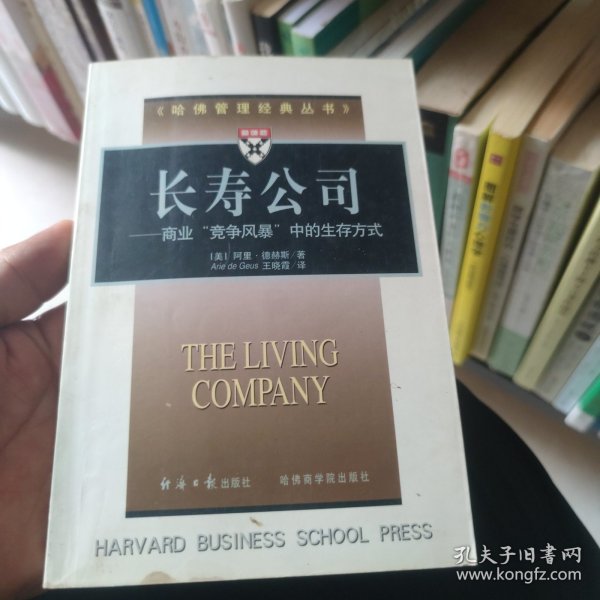 《哈佛管理经典丛书》
长寿公司
——商业“竞争风暴”中的生存方式
〔美〕阿里·德赫斯/著
Arie de Geus 王晓霞/译
THE LIVING
COMPANY
经济日报出版社 哈佛商学院出版社
HARVARD BUSINESS SCHOOL PRESS
孔夫子旧书网
www.kongfz.com